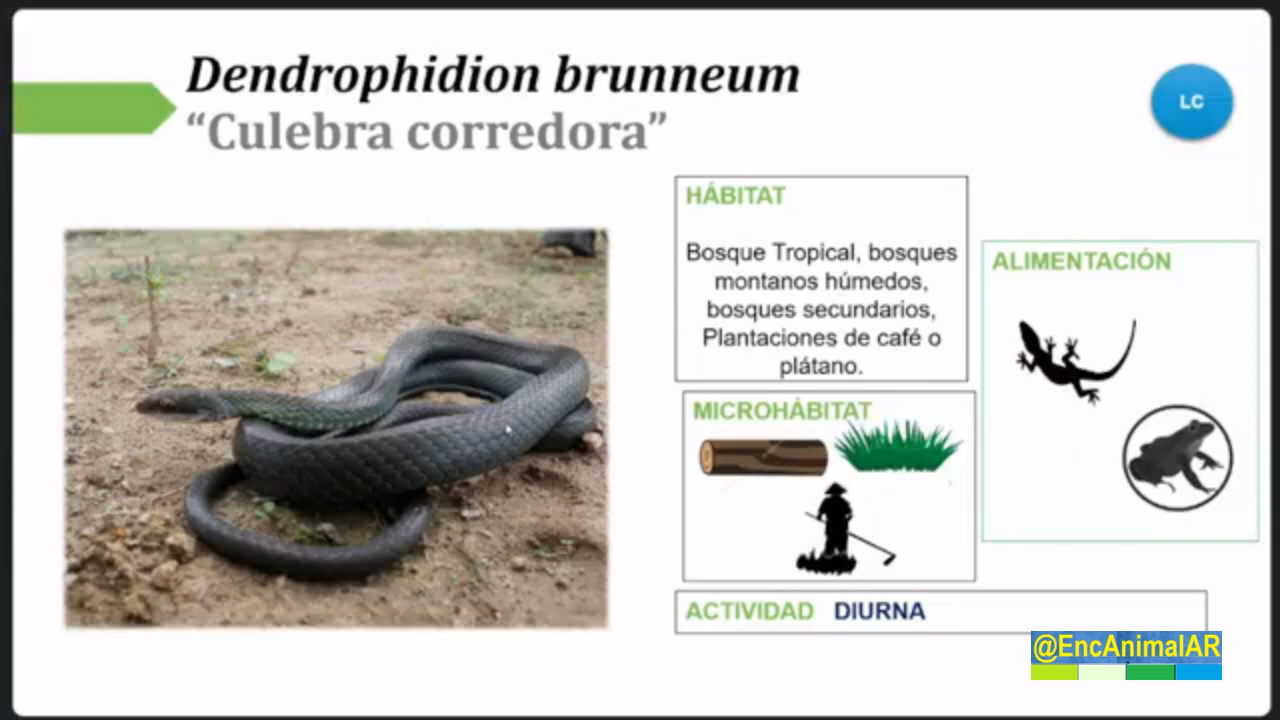 Dendrophidion brunneum
“Culebra corredora”
LC
HÁBITAT
Bosque Tropical, bosques
montanos húmedos,
bosques secundarios,
Plantaciones de café o
plátano.
ALIMENTACIÓN
MICROHÁBITAT
ACTIVIDAD DIURNA
@EncAnimalAR